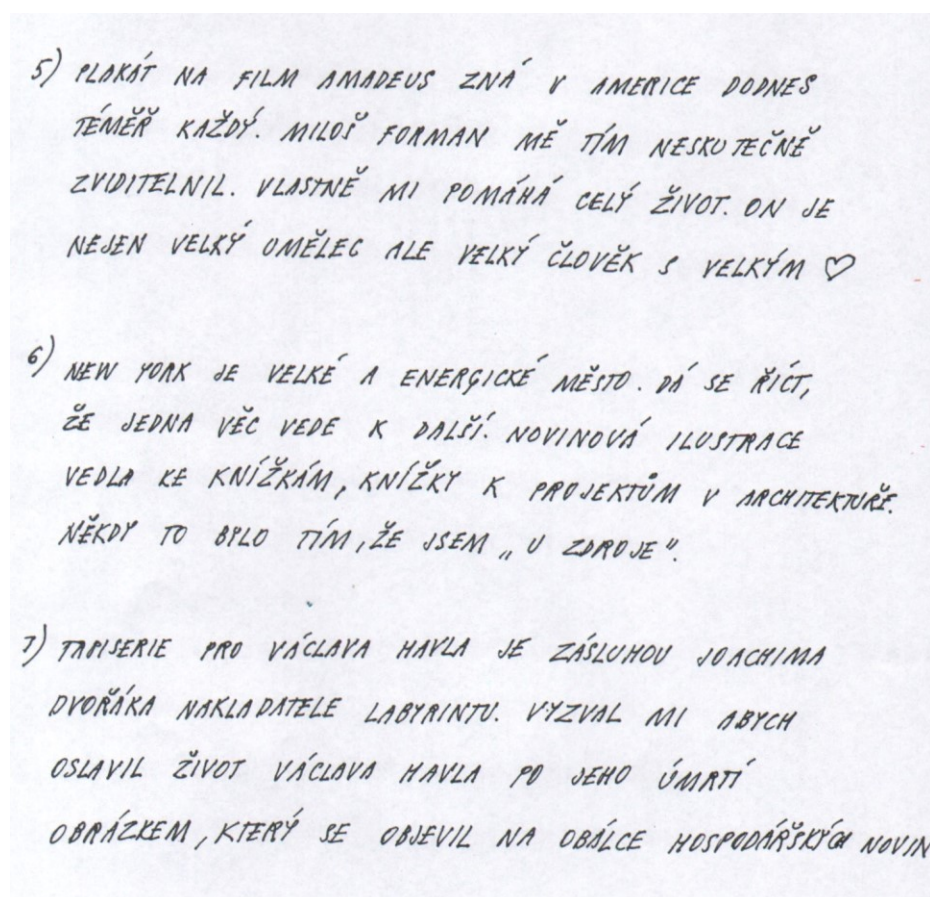 5) PLAKÁT NA FILM AMADEUS ZNÁ V AMERICE DODNES
TÉMĚŘ KAŽDÝ. MILOŠ FORMAN MĚ TÍM NESKUTEČNĚ
ZVIDITELNIL. VLASTNĚ MI POMÁHÁ CELÝ ŽIVOT. ON JE
NEJEN VELKÝ UMĚLEC ALE VELKÝ ČLOVĚK S VELKÝM ♡
6) NEW YORK JE VELKÉ A ENERGICKÉ MĚSTO. DÁ SE ŘÍCT,
ŽE JEDNA VĚC VEDE K DALŠÍ. NOVINOVÁ ILUSTRACE
VEDLA KE KNÍŽKÁM, KNÍŽKY K PROJEKTŮM V ARCHITEKTUŘE.
NĚKDY TO BYLO TÍM, ŽE JSEM „U ZDROJE".
7) TAPISERIE PRO VÁCLAVA HAVLA JE ZÁSLUHOU JOACHIMA
DVOŘÁKA NAKLADATELE LABYRINTU. VYZVAL MI ABYCH
OSLAVIL ŽIVOT VÁCLAVA HAVLA PO JEHO ÚMRTÍ
OBRÁZKEM, KTERÝ SE OBJEVIL NA OBÁLCE HOSPODÁŘSKÝCH NOVIN